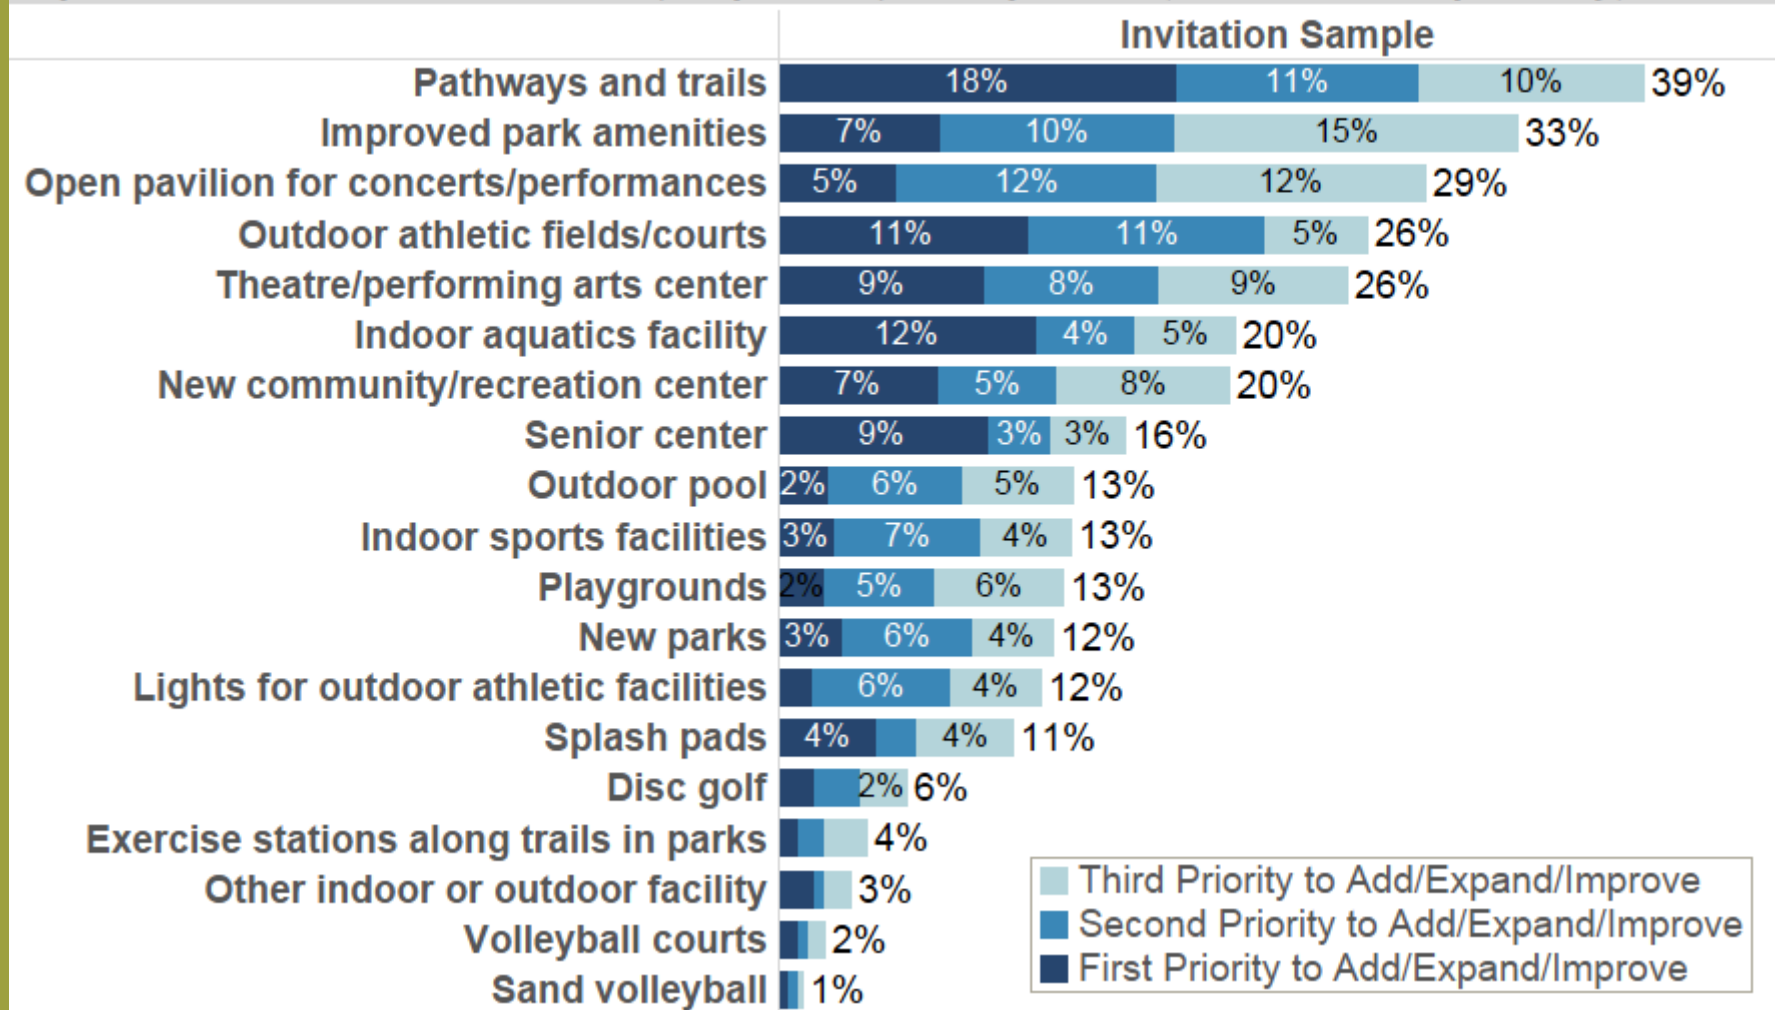 Invitation Sample
Pathways and trails 18% 11% 10% 39%
Improved park amenities 7% 10% 15% 33%
Open pavilion for concerts/performances 5% 12% 12% 29%
Outdoor athletic fields/courts 11% 11% 5% 26%
Theatre/performing arts center 9% 8% 9% 26%
Indoor aquatics facility 12% 4% 5% 20%
New community/recreation center 7% 5% 8% 20%
Senior center 9% 3% 3% 16%
Outdoor pool 2% 6% 5% 13%
Indoor sports facilities 3% 7% 4% 13%
Playgrounds 2% 5% 6% 13%
New parks 3% 6% 4% 12%
Lights for outdoor athletic facilities 6% 4% 12%
Splash pads 4% 4% 11%
Disc golf 2% 6%
Exercise stations along trails in parks 4%
Other indoor or outdoor facility 3%
Volleyball courts 2%
Sand volleyball 1%
Third Priority to Add/Expand/Improve
Second Priority to Add/Expand/Improve
First Priority to Add/Expand/Improve